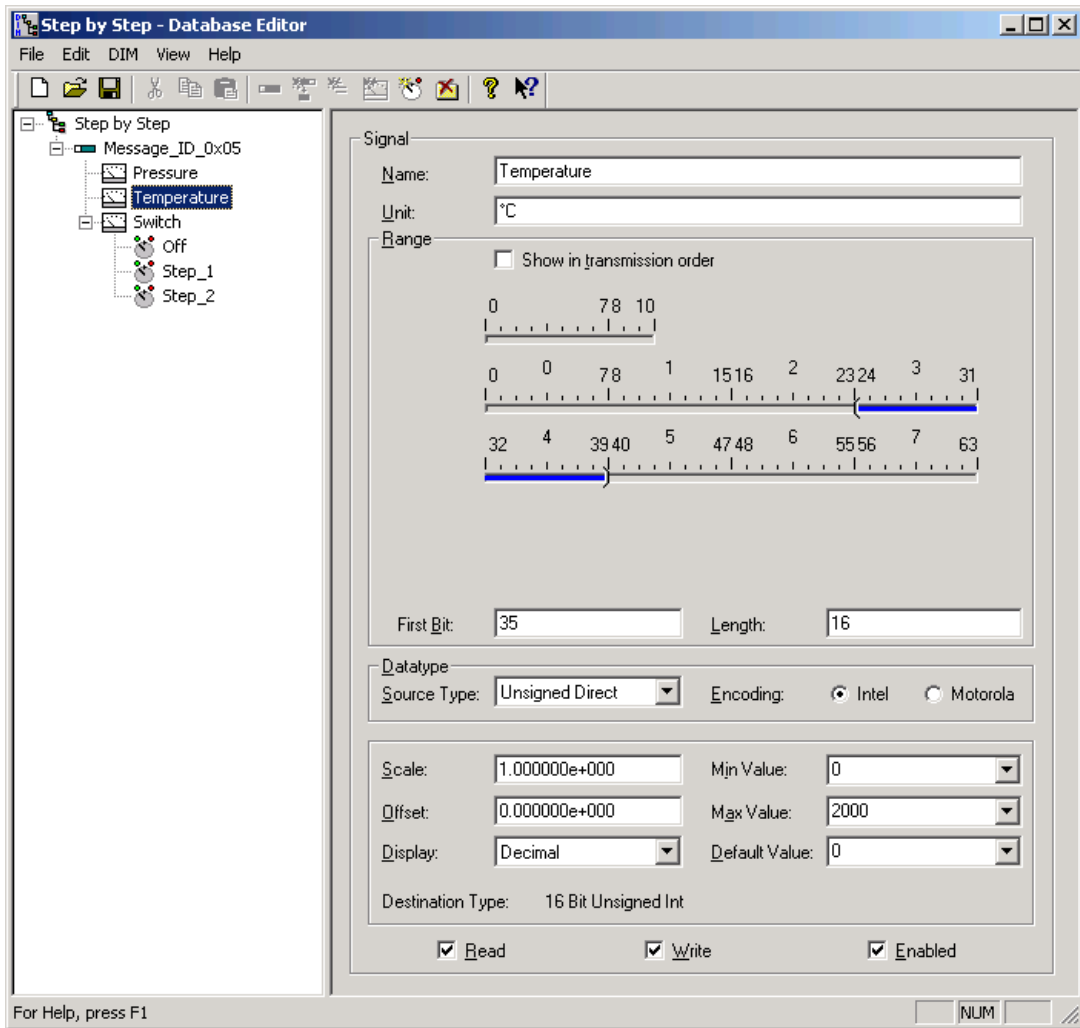 Step by Step - Database Editor
File Edit DIM View Help
Step by Step
Message_ID_0x05
Pressure
Temperature
Switch
Off
Step_1
Step_2
Signal
Name: Temperature
Unit: °C
Range
Show in transmission order
0 7 8 10
0 0 7 8 1 15 16 2 23 24 3 31
32 4 39 40 5 47 48 6 55 56 7 63
First Bit: 35 Length: 16
Datatype
Source Type: Unsigned Direct Encoding: Intel Motorola
Scale: 1.000000e+000 Min Value: 0
Offset: 0.000000e+000 Max Value: 2000
Display: Decimal Default Value: 0
Destination Type: 16 Bit Unsigned Int
Read Write Enabled
For Help, press F1 NUM